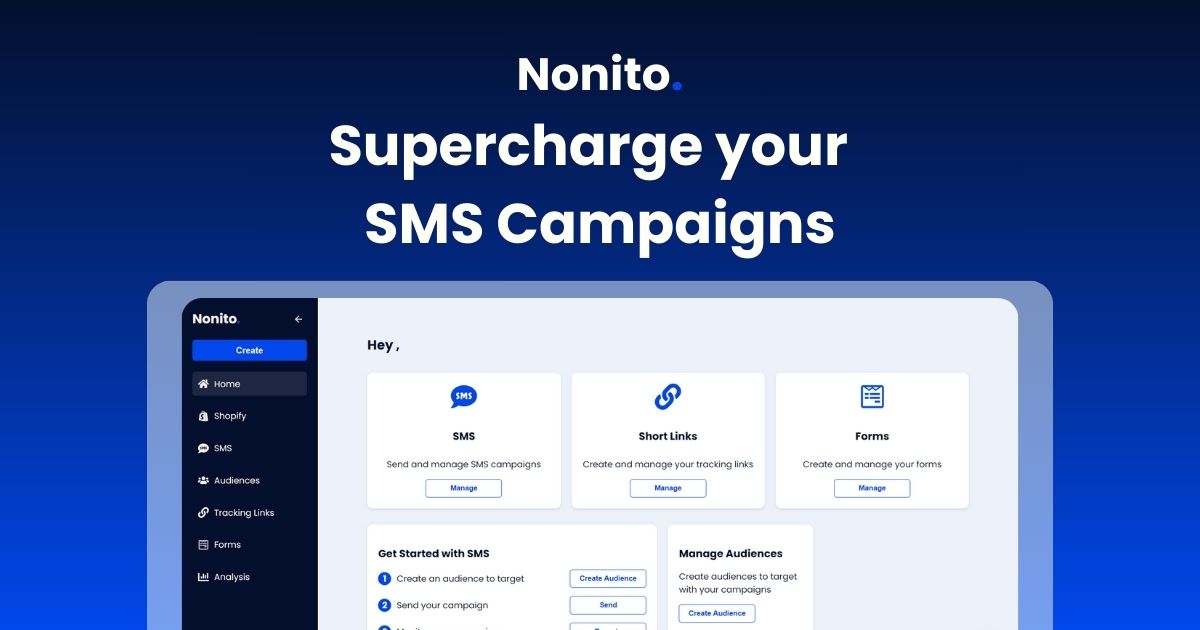 Nonito.
Supercharge your
SMS Campaigns
Nonito.
Create
Home
Shopify
SMS
Audiences
Tracking Links
Forms
Analysis
Hey ,
SMS
SMS
Send and manage SMS campaigns
Manage
Short Links
Create and manage your tracking links
Manage
Forms
Create and manage your forms
Manage
Get Started with SMS
1 Create an audience to target
Create Audience
2 Send your campaign
Send
Manage Audiences
Create audiences to target
with your campaigns
Create Audience